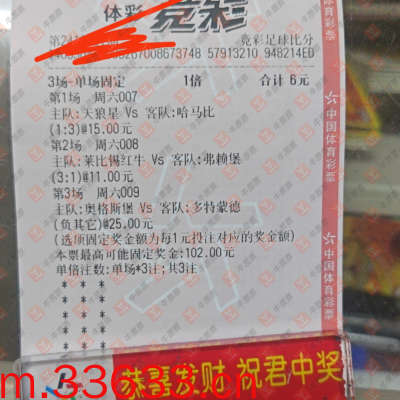 体彩 竞彩
竞彩足球比分
57913210 948214ED
3场-单场固定 1倍 合计 6元
第1场 周六007
主队:天狼星 Vs 客队:哈马比
(1:3)@15.00元
第2场 周六008
主队:莱比锡红牛 Vs 客队:弗赖堡
(3:1)@11.00元
第3场 周六009
主队:奥格斯堡 Vs 客队:多特蒙德
(负其它)@25.00元
(选项固定奖金额为每1元投注对应的奖金额)
本票最高可能固定奖金:102.00元
单倍注数:单场*3注;共3注
* * *
* * *
* * *
* * *
* * *
中国体育彩票
中国体育彩票
恭喜发财 祝君中奖